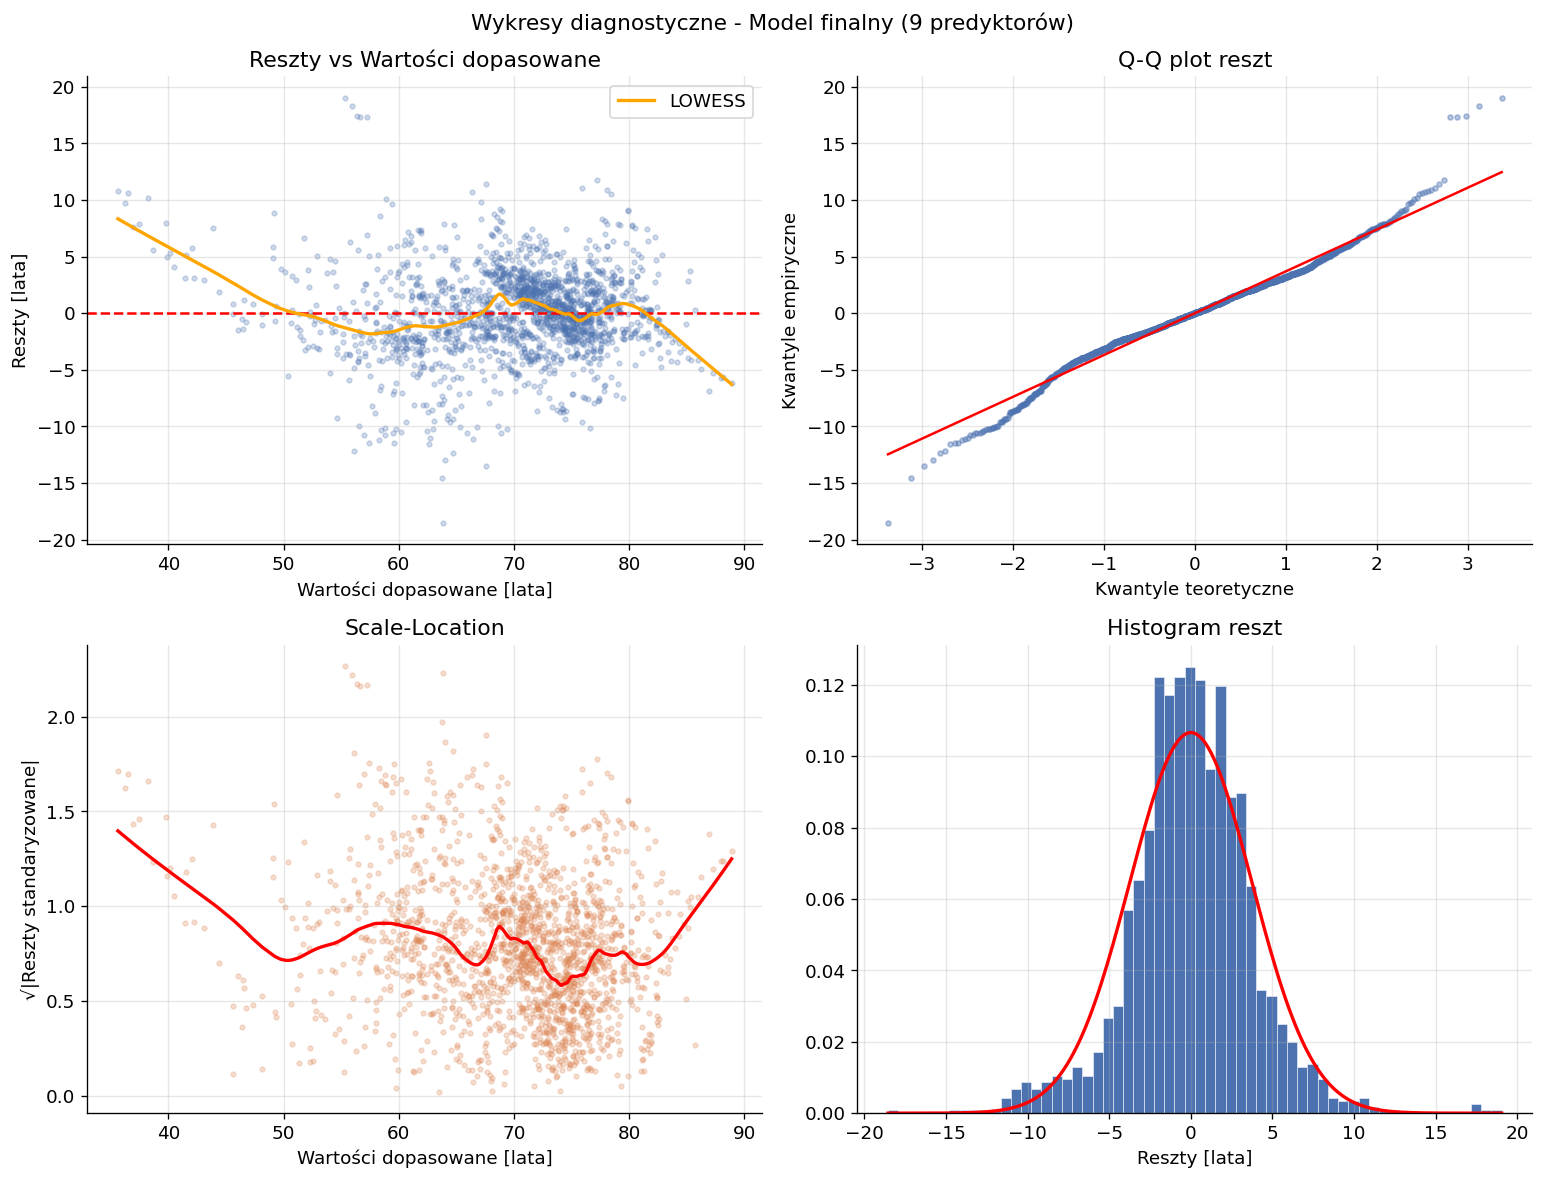 Wykresy diagnostyczne - Model finalny (9 predyktorów)
Reszty vs Wartości dopasowane
LOWESS
20
15
10
5
0
−5
−10
−15
−20
Reszty [lata]
40 50 60 70 80 90
Wartości dopasowane [lata]
Q-Q plot reszt
20
15
10
5
0
−5
−10
−15
−20
Kwantyle empiryczne
−3 −2 −1 0 1 2 3
Kwantyle teoretyczne
Scale-Location
2.0
1.5
1.0
0.5
0.0
√|Reszty standaryzowane|
40 50 60 70 80 90
Wartości dopasowane [lata]
Histogram reszt
0.12
0.10
0.08
0.06
0.04
0.02
0.00
−20 −15 −10 −5 0 5 10 15 20
Reszty [lata]